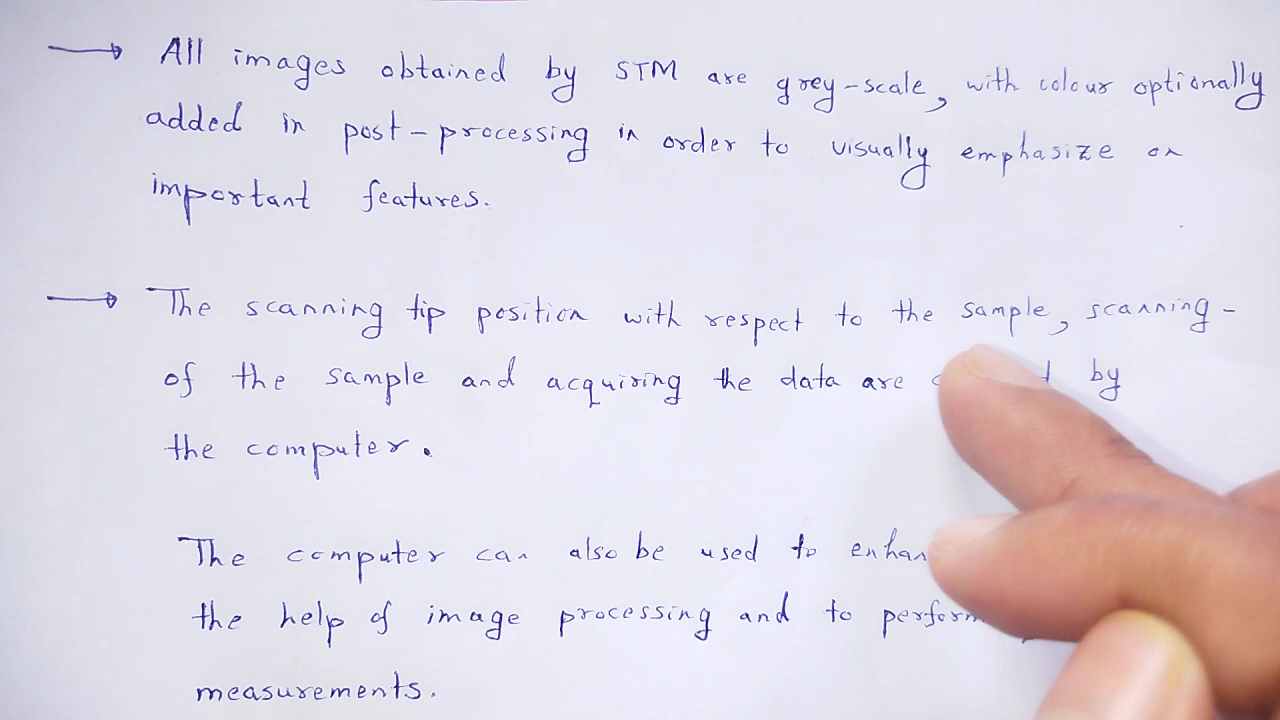 → All images obtained by STM are grey-scale, with colour optionally
added in post-processing in order to visually emphasize on
important features.
→ The scanning tip position with respect to the sample, scanning-
of the sample and acquiring the data are by
the computer.
The computer can also be used to
the help of image processing and to perform
measurements.